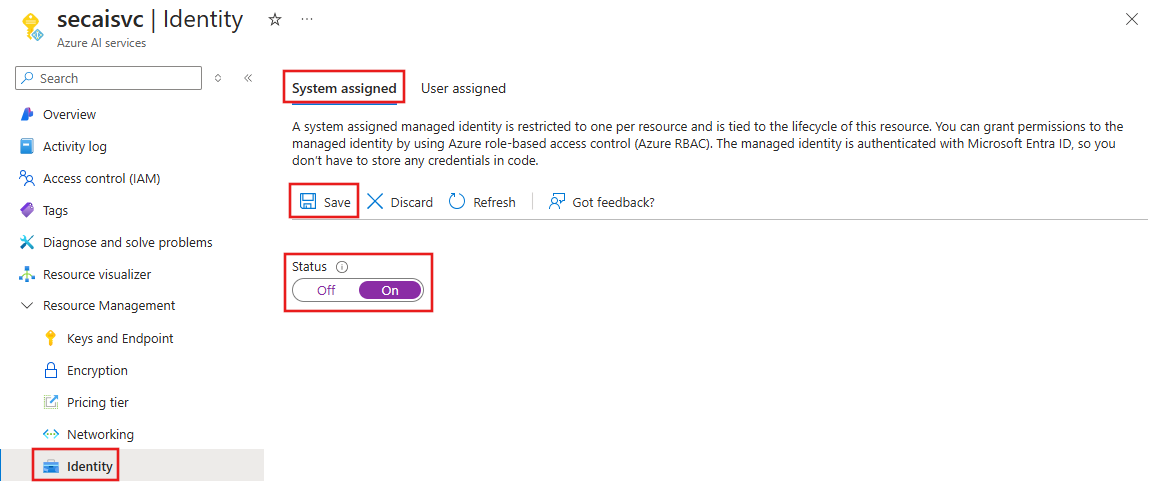 secaisvc | Identity
Azure AI services
Search
Overview
Activity log
Access control (IAM)
Tags
Diagnose and solve problems
Resource visualizer
Resource Management
Keys and Endpoint
Encryption
Pricing tier
Networking
Identity
System assigned User assigned
A system assigned managed identity is restricted to one per resource and is tied to the lifecycle of this resource. You can grant permissions to the
managed identity by using Azure role-based access control (Azure RBAC). The managed identity is authenticated with Microsoft Entra ID, so you
don't have to store any credentials in code.
Save Discard Refresh Got feedback?
Status
Off On